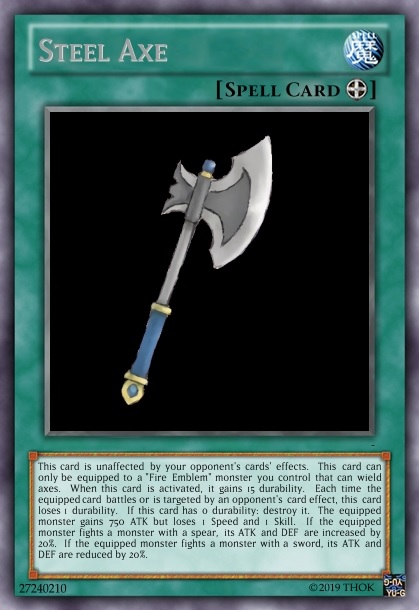 STEEL AXE
魔
[SPELL CARD ]
-
This card is unaffected by your opponent's cards' effects. This card can
only be equipped to a "Fire Emblem" monster you control that can wield
axes. When this card is activated, it gains 15 durability. Each time the
equipped card battles or is targeted by an opponent's card effect, this card
loses 1 durability. If this card has 0 durability: destroy it. The equipped
monster gains 750 ATK but loses 1 Speed and 1 Skill. If the equipped
monster fights a monster with a spear, its ATK and DEF are increased by
20%. If the equipped monster fights a monster with a sword, its ATK and
DEF are reduced by 20%.
27240210 ©2019 THOK